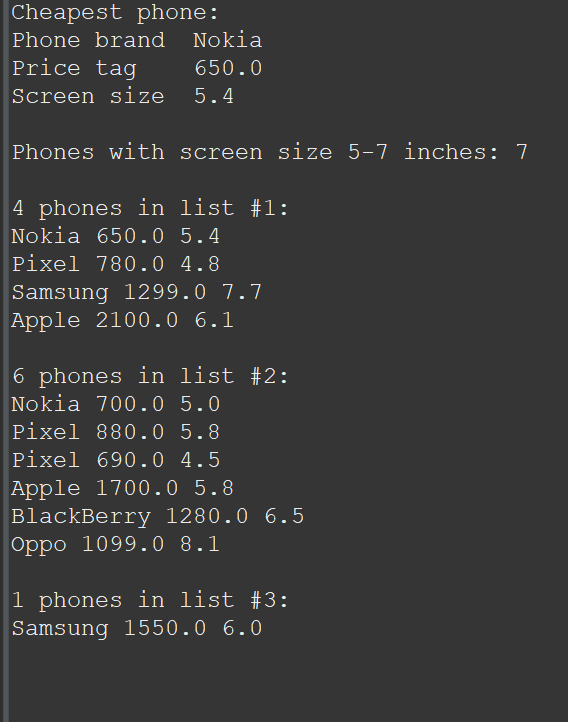 Cheapest phone:
Phone brand  Nokia
Price tag    650.0
Screen size  5.4
Phones with screen size 5-7 inches: 7
4 phones in list #1:
Nokia 650.0 5.4
Pixel 780.0 4.8
Samsung 1299.0 7.7
Apple 2100.0 6.1
6 phones in list #2:
Nokia 700.0 5.0
Pixel 880.0 5.8
Pixel 690.0 4.5
Apple 1700.0 5.8
BlackBerry 1280.0 6.5
Oppo 1099.0 8.1
1 phones in list #3:
Samsung 1550.0 6.0